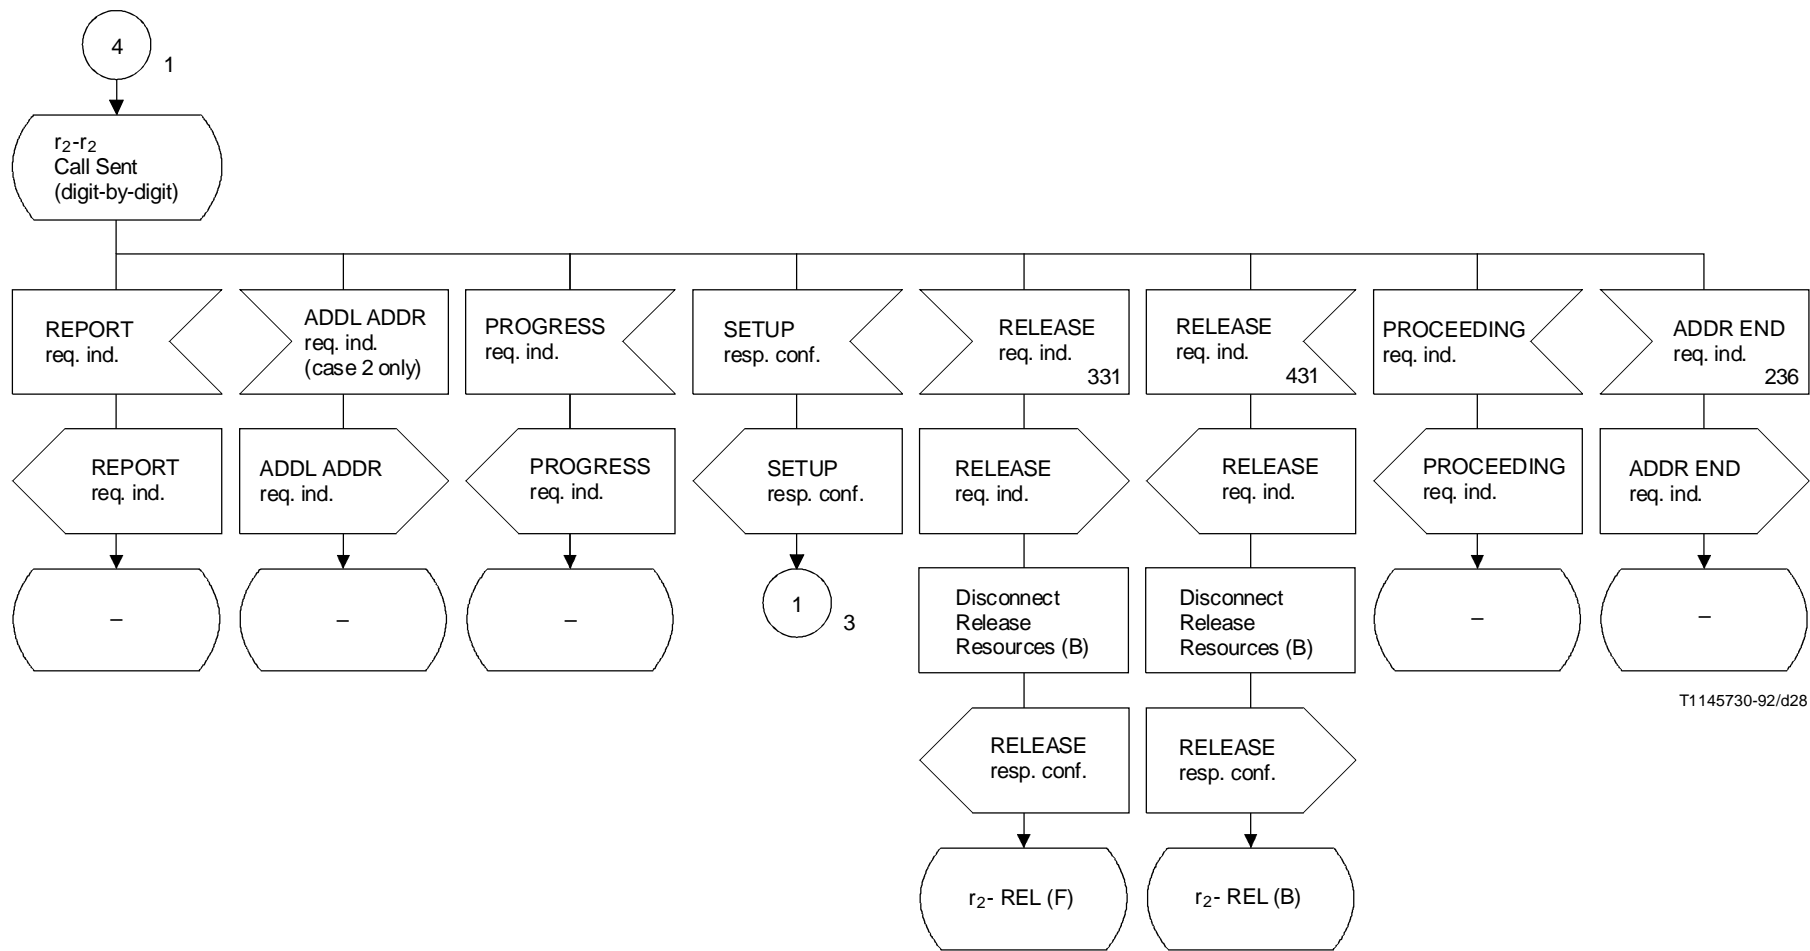 4
1
r2-r2
Call Sent
(digit-by-digit)
REPORT
req. ind.
ADDL ADDR
req. ind.
(case 2 only)
PROGRESS
req. ind.
SETUP
resp. conf.
RELEASE
req. ind.
331
RELEASE
req. ind.
431
PROCEEDING
req. ind.
ADDR END
req. ind.
236
REPORT
req. ind.
ADDL ADDR
req. ind.
PROGRESS
req. ind.
SETUP
resp. conf.
RELEASE
req. ind.
RELEASE
req. ind.
PROCEEDING
req. ind.
ADDR END
req. ind.
–
–
–
1
3
Disconnect
Release
Resources (B)
Disconnect
Release
Resources (B)
–
–
T1145730-92/d28
RELEASE
resp. conf.
RELEASE
resp. conf.
r2- REL (F)
r2- REL (B)